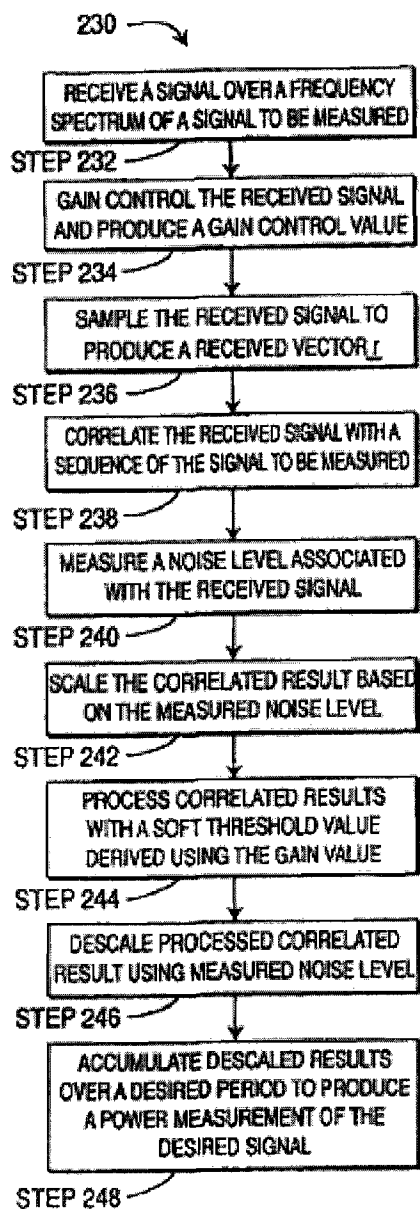 230
RECEIVE A SIGNAL OVER A FREQUENCY
SPECTRUM OF A SIGNAL TO BE MEASURED
STEP 232
GAIN CONTROL THE RECEIVED SIGNAL
AND PRODUCE A GAIN CONTROL VALUE
STEP 234
SAMPLE THE RECEIVED SIGNAL TO
PRODUCE A RECEIVED VECTOR r
STEP 236
CORRELATE THE RECEIVED SIGNAL WITH A
SEQUENCE OF THE SIGNAL TO BE MEASURED
STEP 238
MEASURE A NOISE LEVEL ASSOCIATED
WITH THE RECEIVED SIGNAL
STEP 240
SCALE THE CORRELATED RESULT BASED
ON THE MEASURED NOISE LEVEL
STEP 242
PROCESS CORRELATED RESULTS
WITH A SOFT THRESHOLD VALUE
DERIVED USING THE GAIN VALUE
STEP 244
DESCALE PROCESSED CORRELATED
RESULT USING MEASURED NOISE LEVEL
STEP 246
ACCUMULATE DESCALED RESULTS
OVER A DESIRED PERIOD TO PRODUCE
A POWER MEASUREMENT OF THE
DESIRED SIGNAL
STEP 248